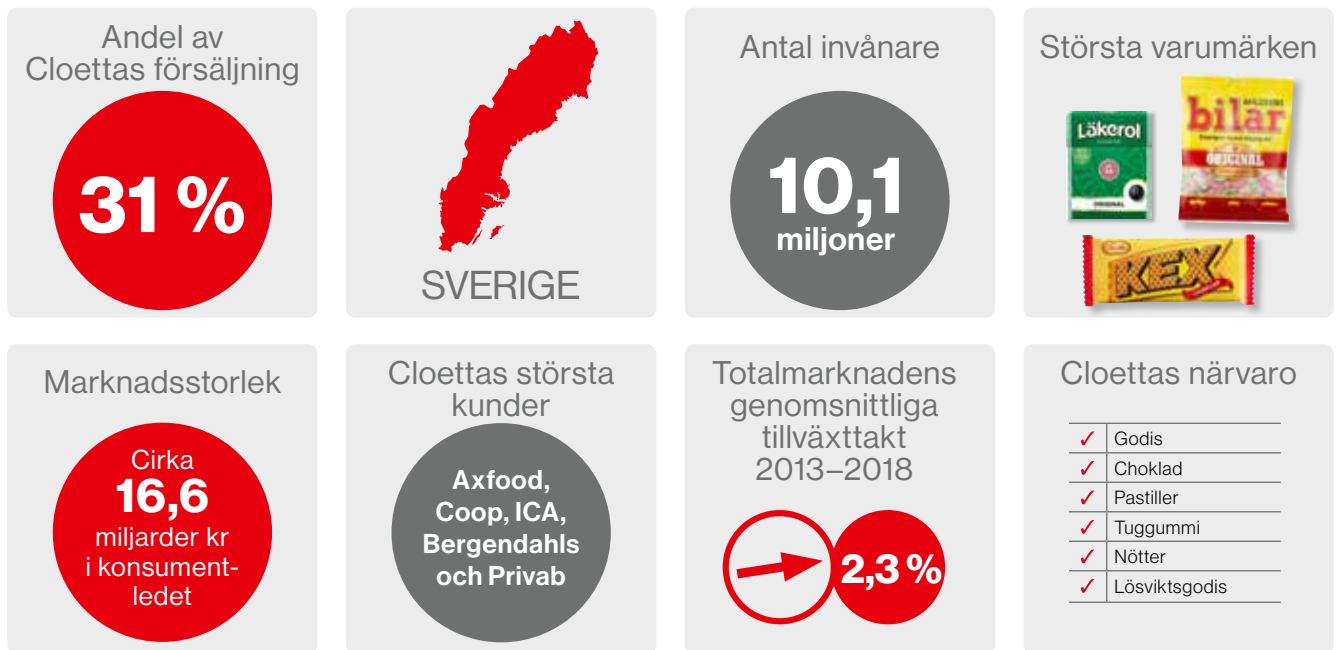 Andel av
Cloettas försäljning
31 %
SVERIGE
Antal invånare
10,1
miljoner
Största varumärken
Läkerol
ORIGINAL
bilar
ORIGINAL
KEX
Marknadsstorlek
Cirka
16,6
miljarder kr
i konsument-
ledet
Cloettas största
kunder
Axfood,
Coop, ICA,
Bergendahls
och Privab
Totalmarknadens
genomsnittliga
tillväxttakt
2013–2018
2,3 %
Cloettas närvaro
✓ Godis
✓ Choklad
✓ Pastiller
✓ Tuggummi
✓ Nötter
✓ Lösviktsgodis